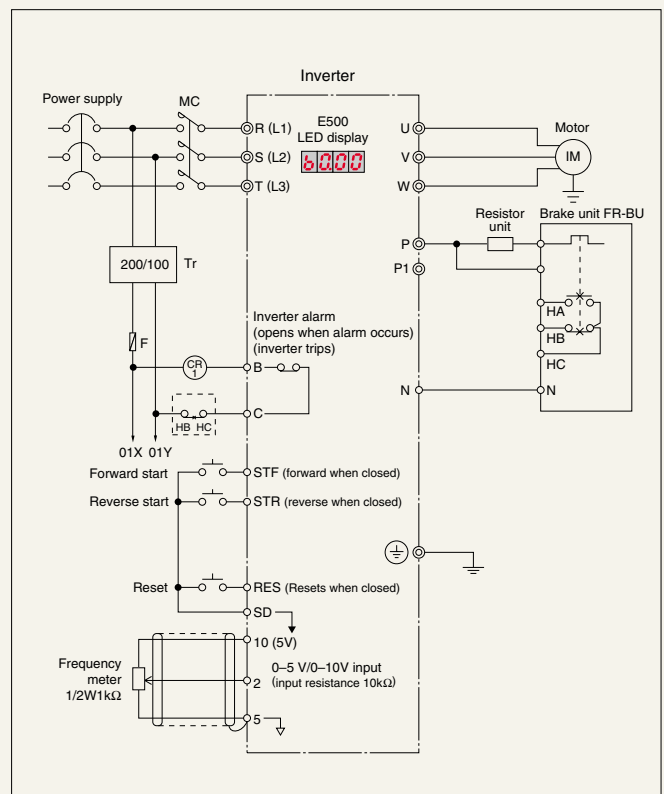 Inverter
Power supply
MC
R (L1)
S (L2)
T (L3)
E500
LED display
60.00
U
V
W
Motor
IM
Resistor
unit
Brake unit FR-BU
P
P1
HA
HB
HC
N
N
200/100
Tr
F
Inverter alarm
(opens when alarm occurs)
(inverter trips)
CR
1
B
C
HB HC
01X 01Y
Forward start
STF (forward when closed)
Reverse start
STR (reverse when closed)
Reset
RES (Resets when closed)
SD
10 (5V)
Frequency
meter
1/2W1kΩ
0–5 V/0–10V input
(input resistance 10kΩ)
2
5